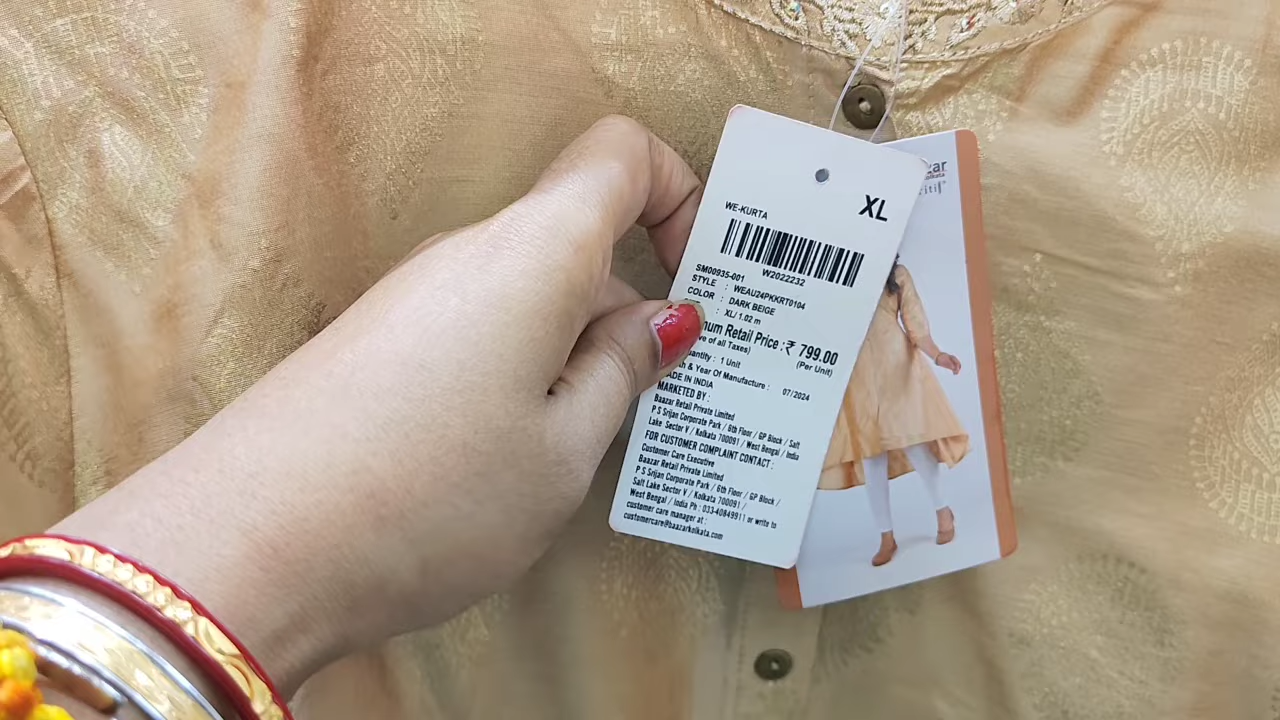 XL
WE-KURTA
W2022232
SM00935-001
STYLE : WEAU24PKKRT0104
COLOR : DARK BEIGE
: XL/ 1.02 m
num Retail Price :₹ 799.00
ve of all Taxes) (Per Unit)
antity : 1 Unit
th & Year Of Manufacture : 07/2024
ADE IN INDIA
MARKETED BY :
Baazar Retail Private Limited
P S Srijan Corporate Park / 6th Floor / GP Block / Salt
Lake Sector V / Kolkata 700091 / West Bengal / India
FOR CUSTOMER COMPLAINT CONTACT :
Customer Care Executive
Baazar Retail Private Limited
P S Srijan Corporate Park / 6th Floor / GP Block /
Salt Lake Sector V / Kolkata 700091 /
West Bengal / India Ph : 033-40849911 or write to
customer care manager at :
customercare@baazarkolkata.com
zar